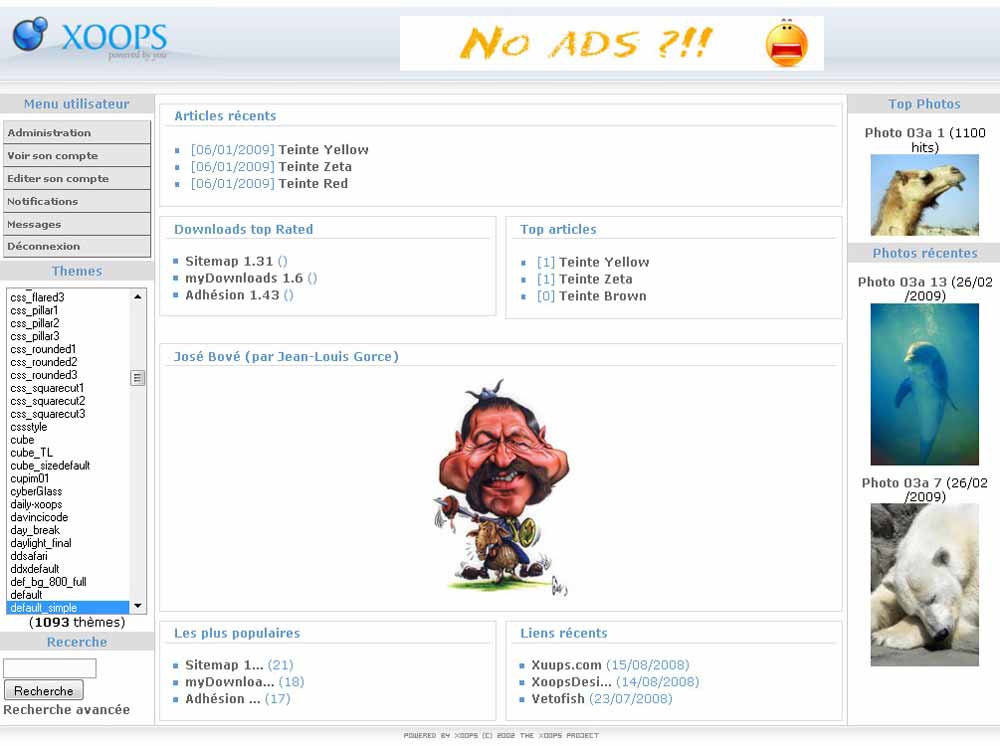 XOOPS
powered by you
No ADS ?!!
Menu utilisateur
Administration
Voir son compte
Editer son compte
Notifications
Messages
Déconnexion
Themes
css_flared3
css_pillar1
css_pillar2
css_pillar3
css_rounded1
css_rounded2
css_rounded3
css_squarecut1
css_squarecut2
css_squarecut3
cssstyle
cube
cube_TL
cube_sizedefault
cupim01
cyberGlass
daily-xoops
davincicode
day_break
daylight_final
ddsafari
ddxdefault
def_bg_800_full
default
default_simple
(1093 thèmes)
Recerche
Recherche
Recherche avancée
Articles récents
[06/01/2009] Teinte Yellow
[06/01/2009] Teinte Zeta
[06/01/2009] Teinte Red
Downloads top Rated
Sitemap 1.31 ()
myDownloads 1.6 ()
Adhésion 1.43 ()
Top articles
[1] Teinte Yellow
[1] Teinte Zeta
[0] Teinte Brown
José Bové (par Jean-Louis Gorce)
Les plus populaires
Sitemap 1... (21)
myDownloa... (18)
Adhésion ... (17)
Liens récents
Xuups.com (15/08/2008)
XoopsDesi... (14/08/2008)
Vetofish (23/07/2008)
Top Photos
Photo 03a 1 (1100
hits)
Photos récentes
Photo 03a 13 (26/02
/2009)
Photo 03a 7 (26/02
/2009)
POWERED BY XOOPS (C) 2002 THE XOOPS PROJECT